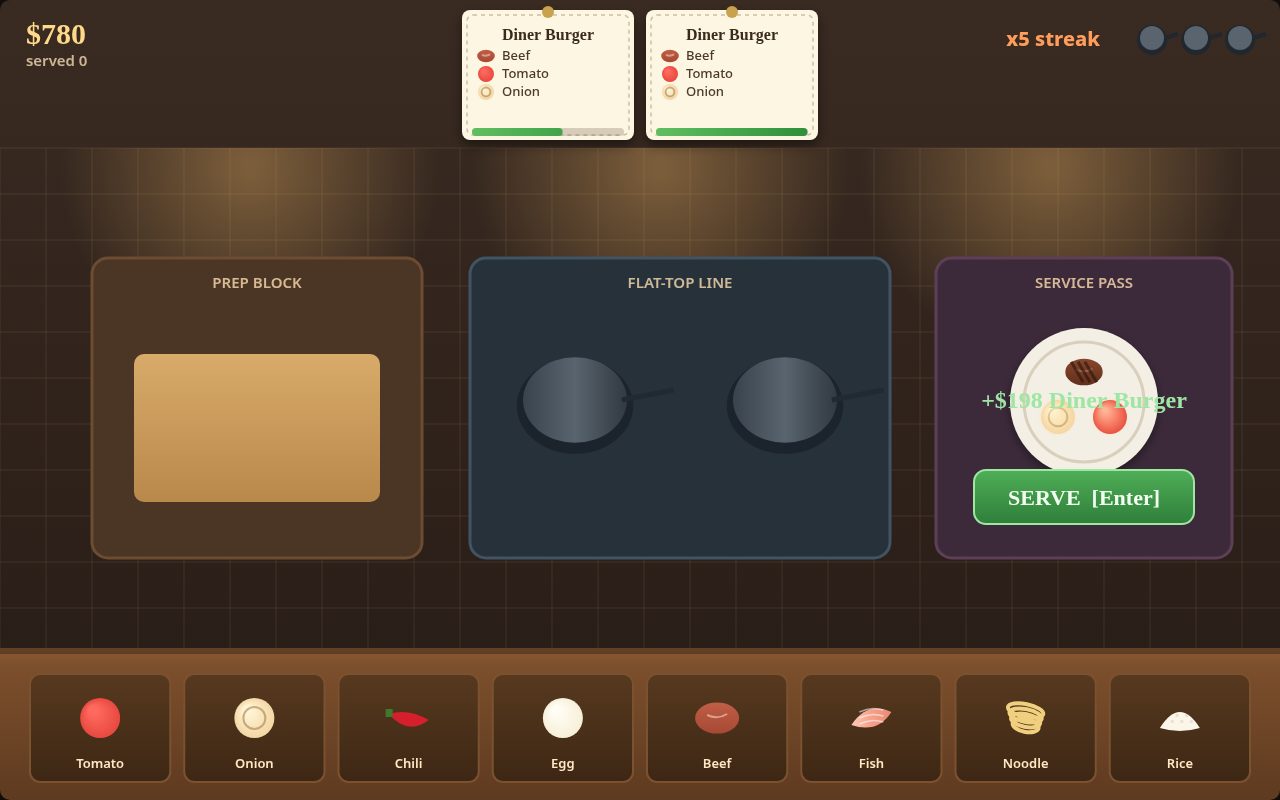 $780
served 0
Diner Burger
Beef
Tomato
Onion
Diner Burger
Beef
Tomato
Onion
x5 streak
PREP BLOCK
FLAT-TOP LINE
SERVICE PASS
+$198 Diner Burger
SERVE [Enter]
Tomato
Onion
Chili
Egg
Beef
Fish
Noodle
Rice